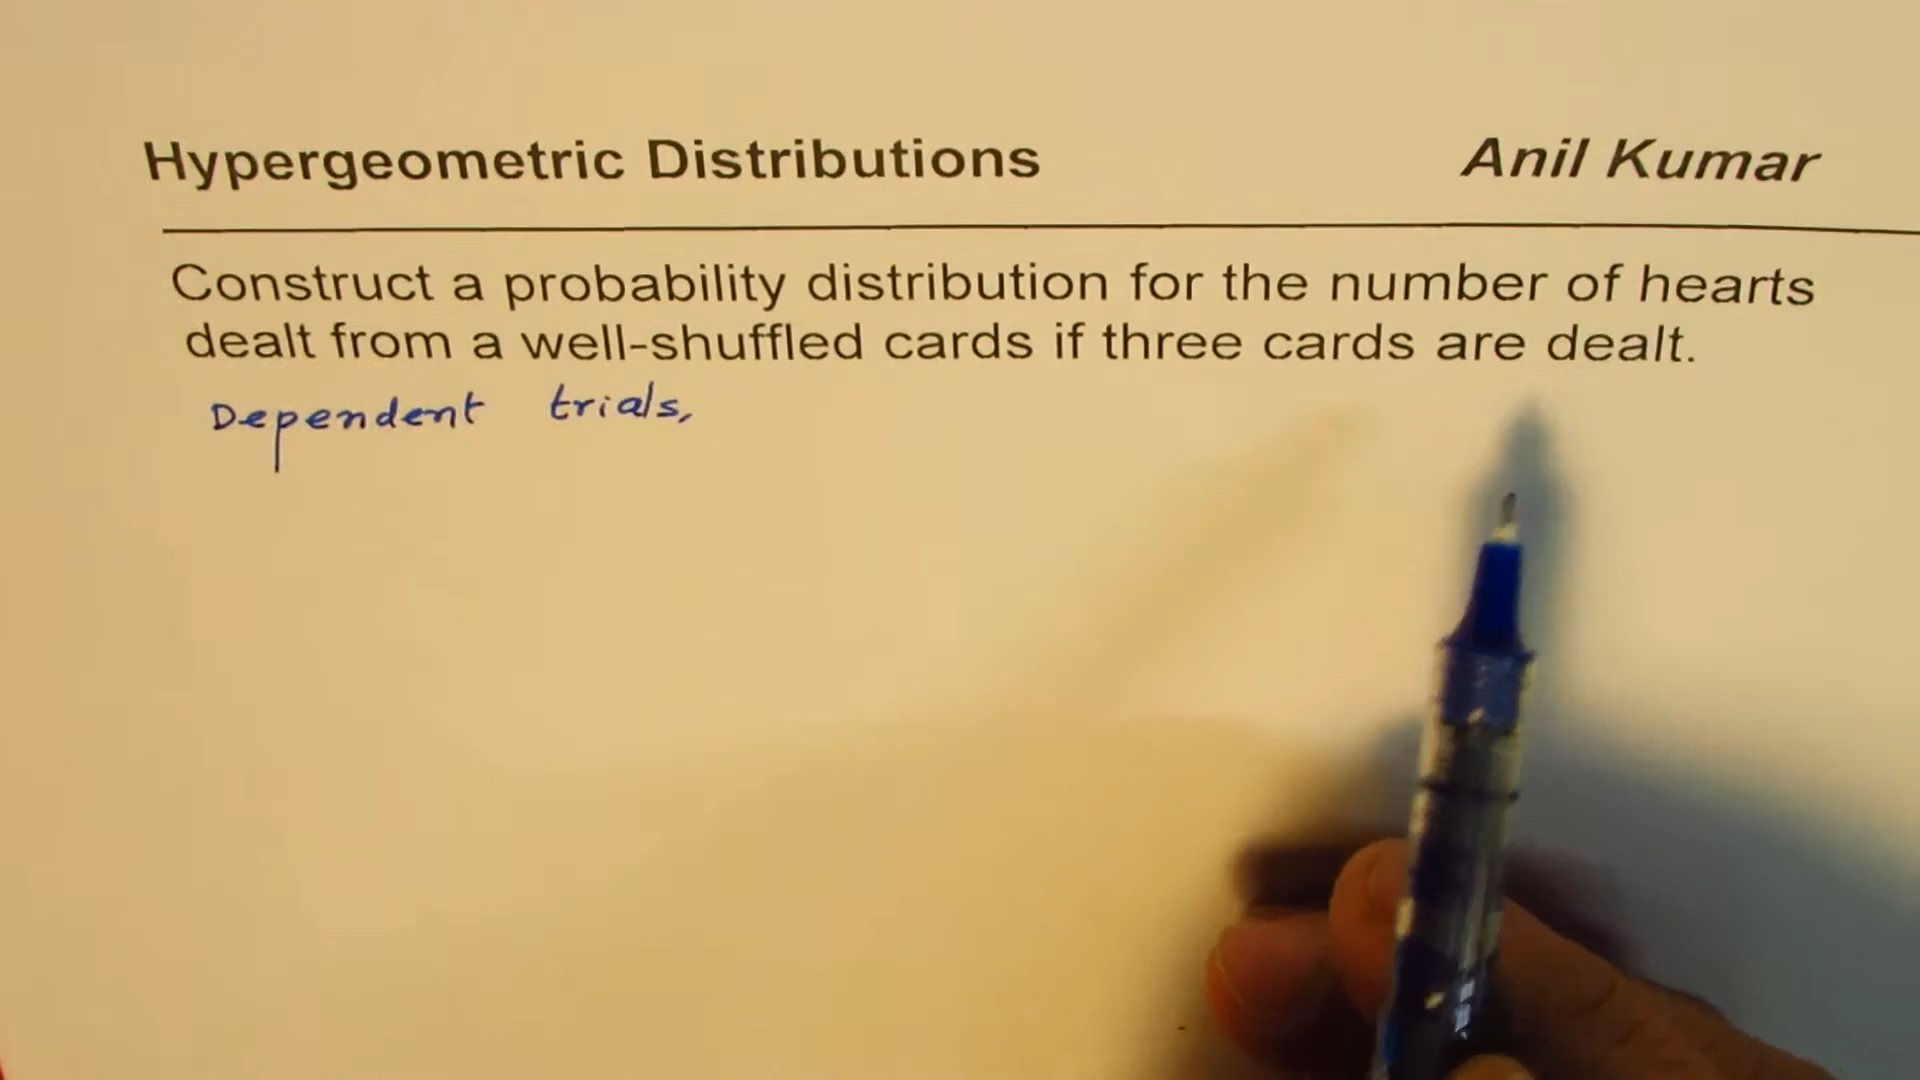 Hypergeometric Distributions Anil Kumar
Construct a probability distribution for the number of hearts
dealt from a well-shuffled cards if three cards are dealt.
Dependent trials,